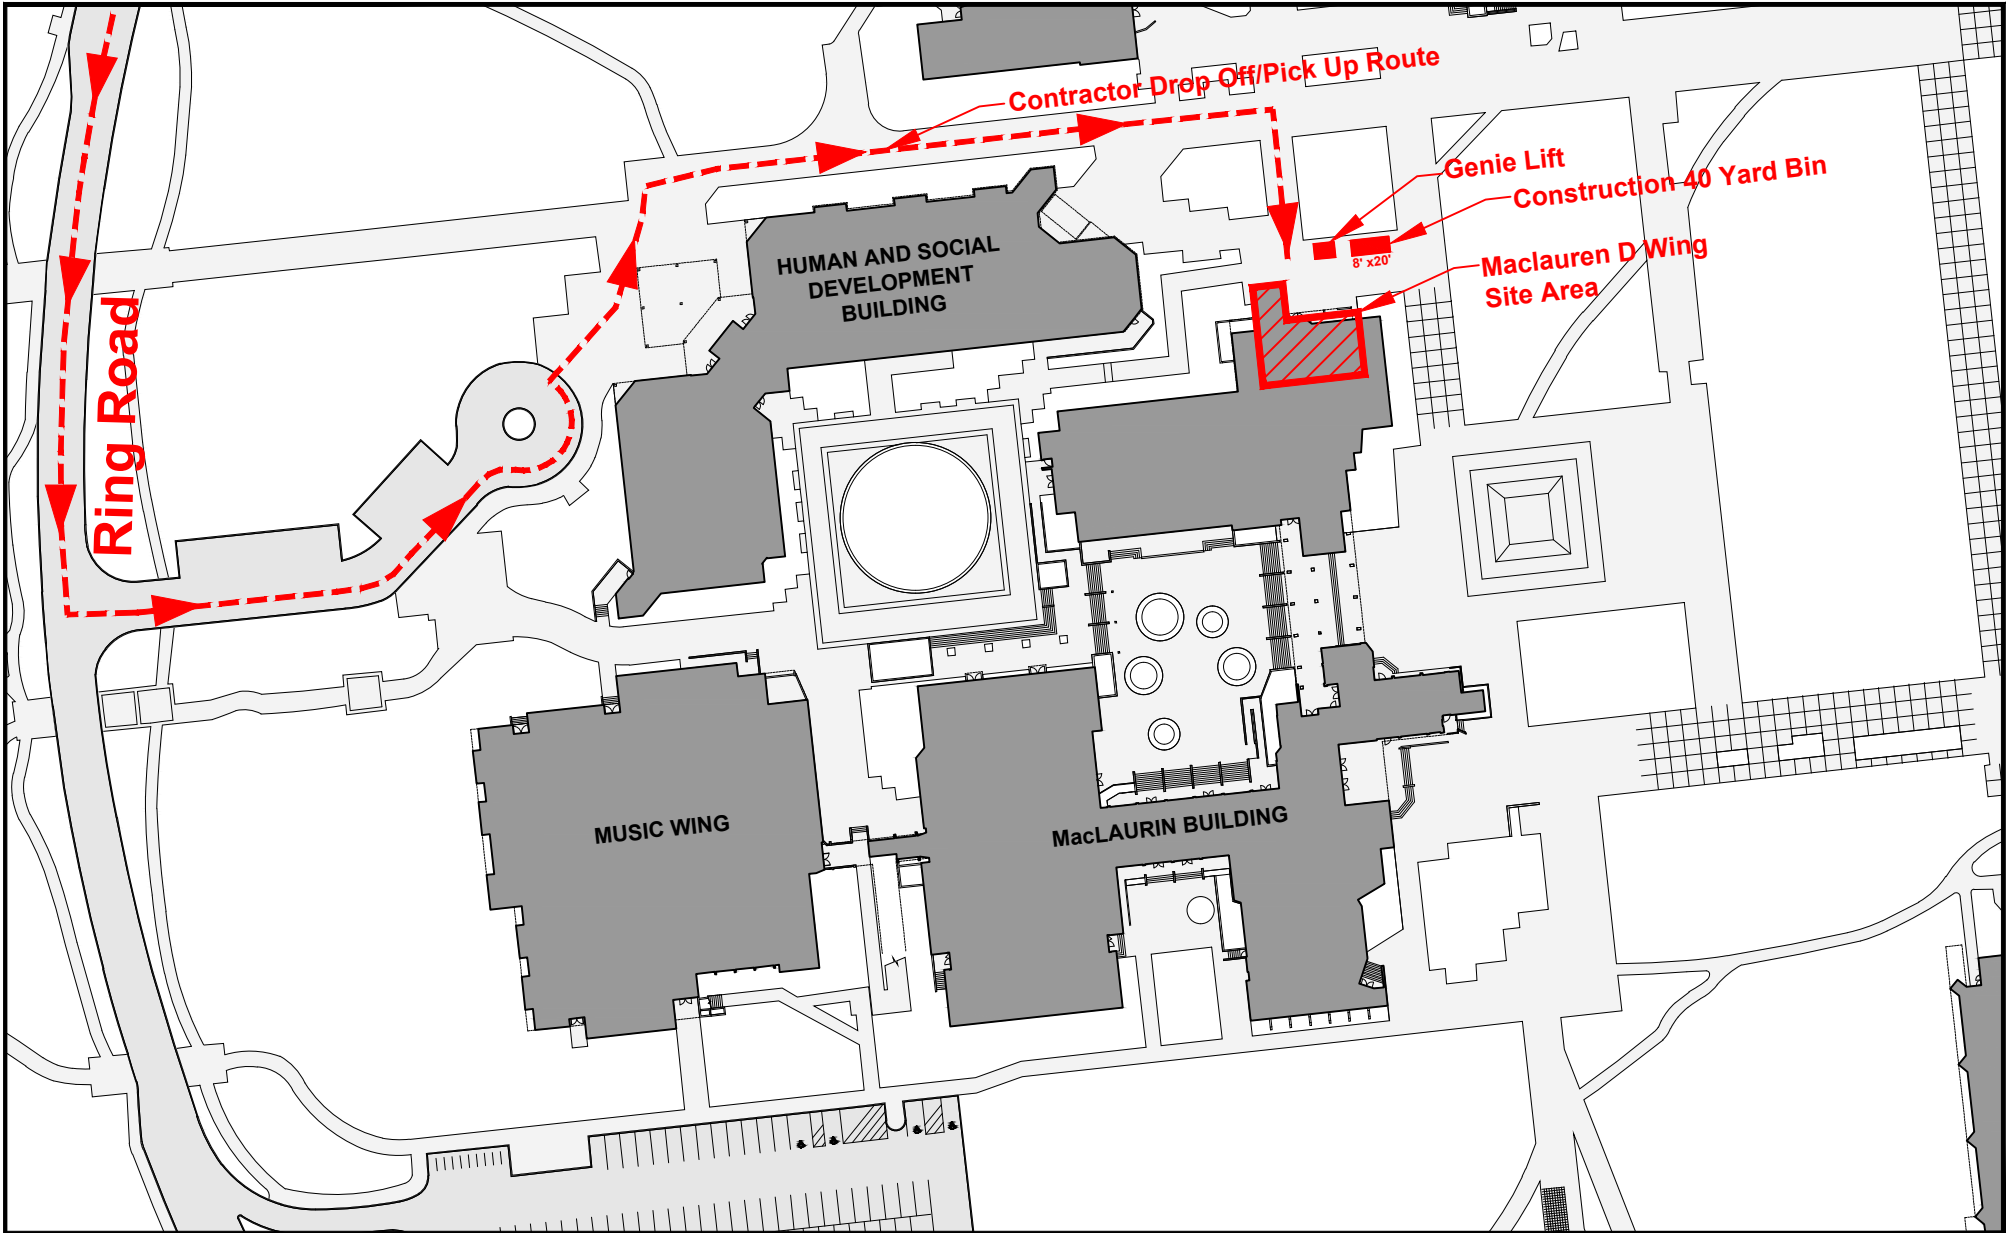 Contractor Drop Off/Pick Up Route
Genie Lift
Construction 40 Yard Bin
8' x20'
Maclauren D Wing
Site Area
HUMAN AND SOCIAL
DEVELOPMENT
BUILDING
Ring Road
MUSIC WING
MacLAURIN BUILDING